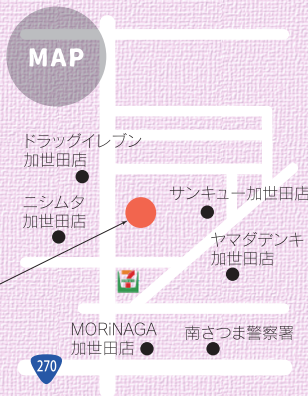 MAP
ドラッグイレブン
加世田店
ニシムタ
加世田店
サンキュー加世田店
ヤマダデンキ
加世田店
7
MORiNAGA
加世田店
南さつま警察署
270